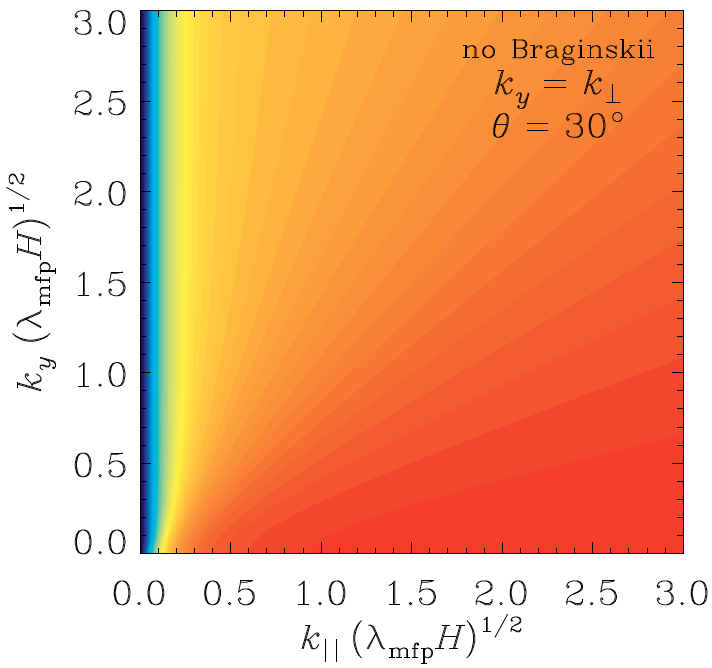 no Braginskii
k_y = k_⊥
θ = 30°
3.0
2.5
2.0
1.5
1.0
0.5
0.0
k_y (λ_mfp H)^{1/2}
0.0 0.5 1.0 1.5 2.0 2.5 3.0
k_{||} (λ_mfp H)^{1/2}